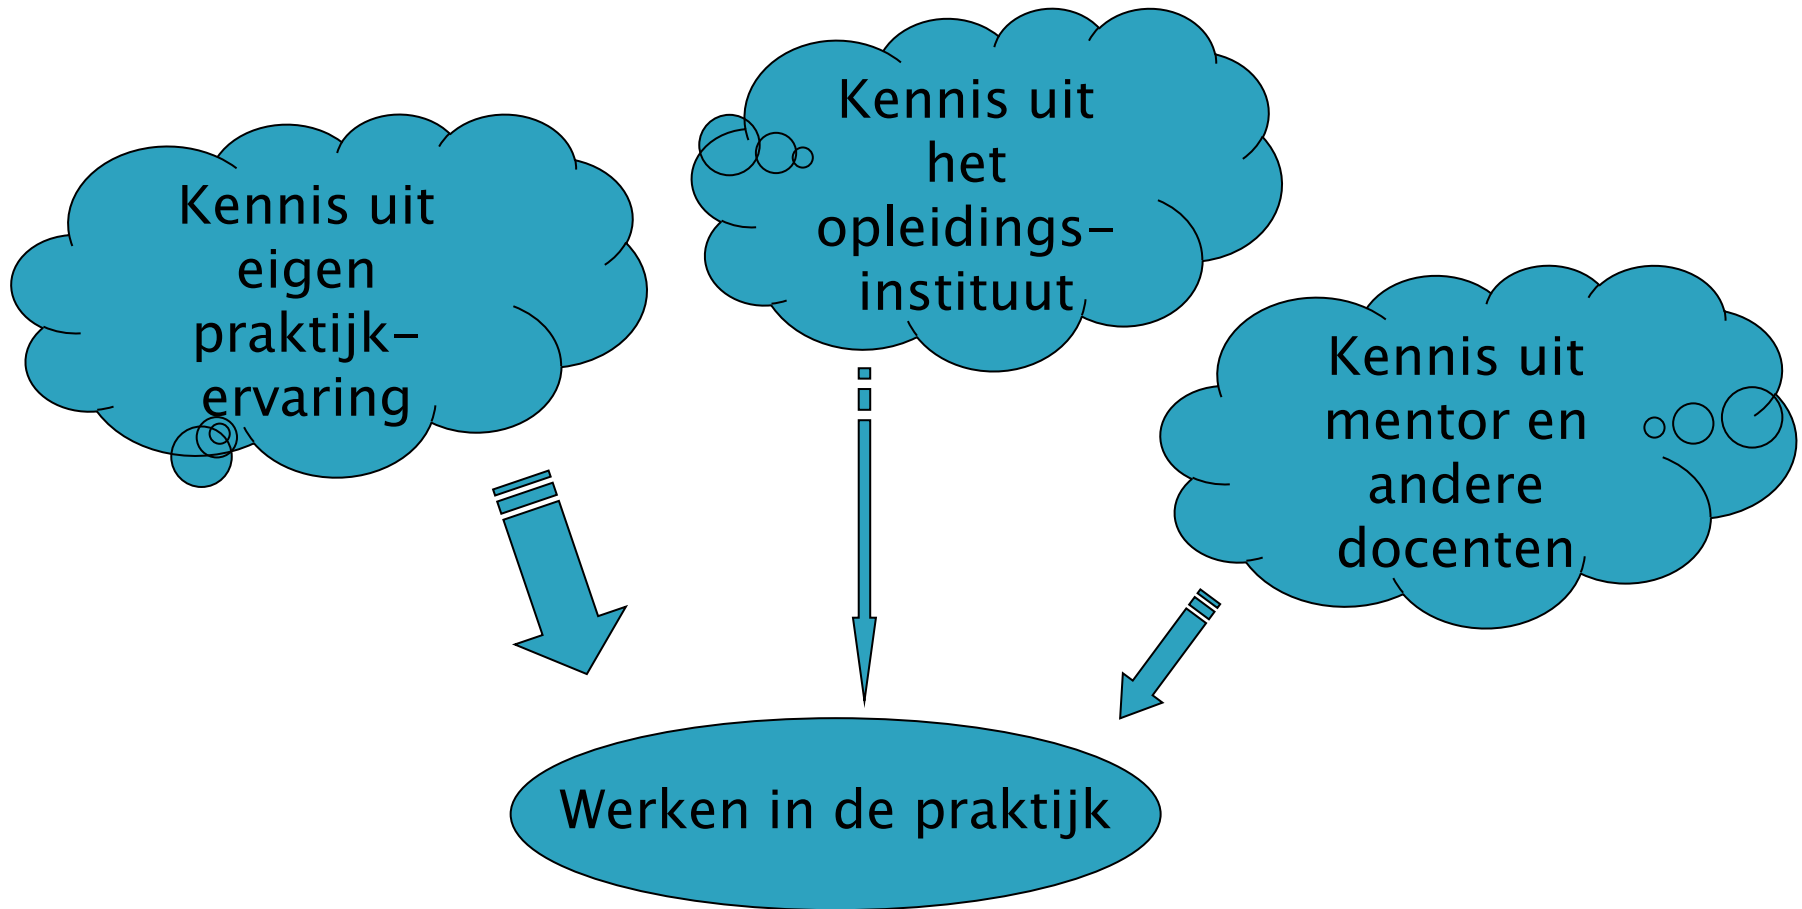 Kennis uit
eigen
praktijk-
ervaring
Kennis uit
het
opleidings-
instituut
Kennis uit
mentor en
andere
docenten
Werken in de praktijk